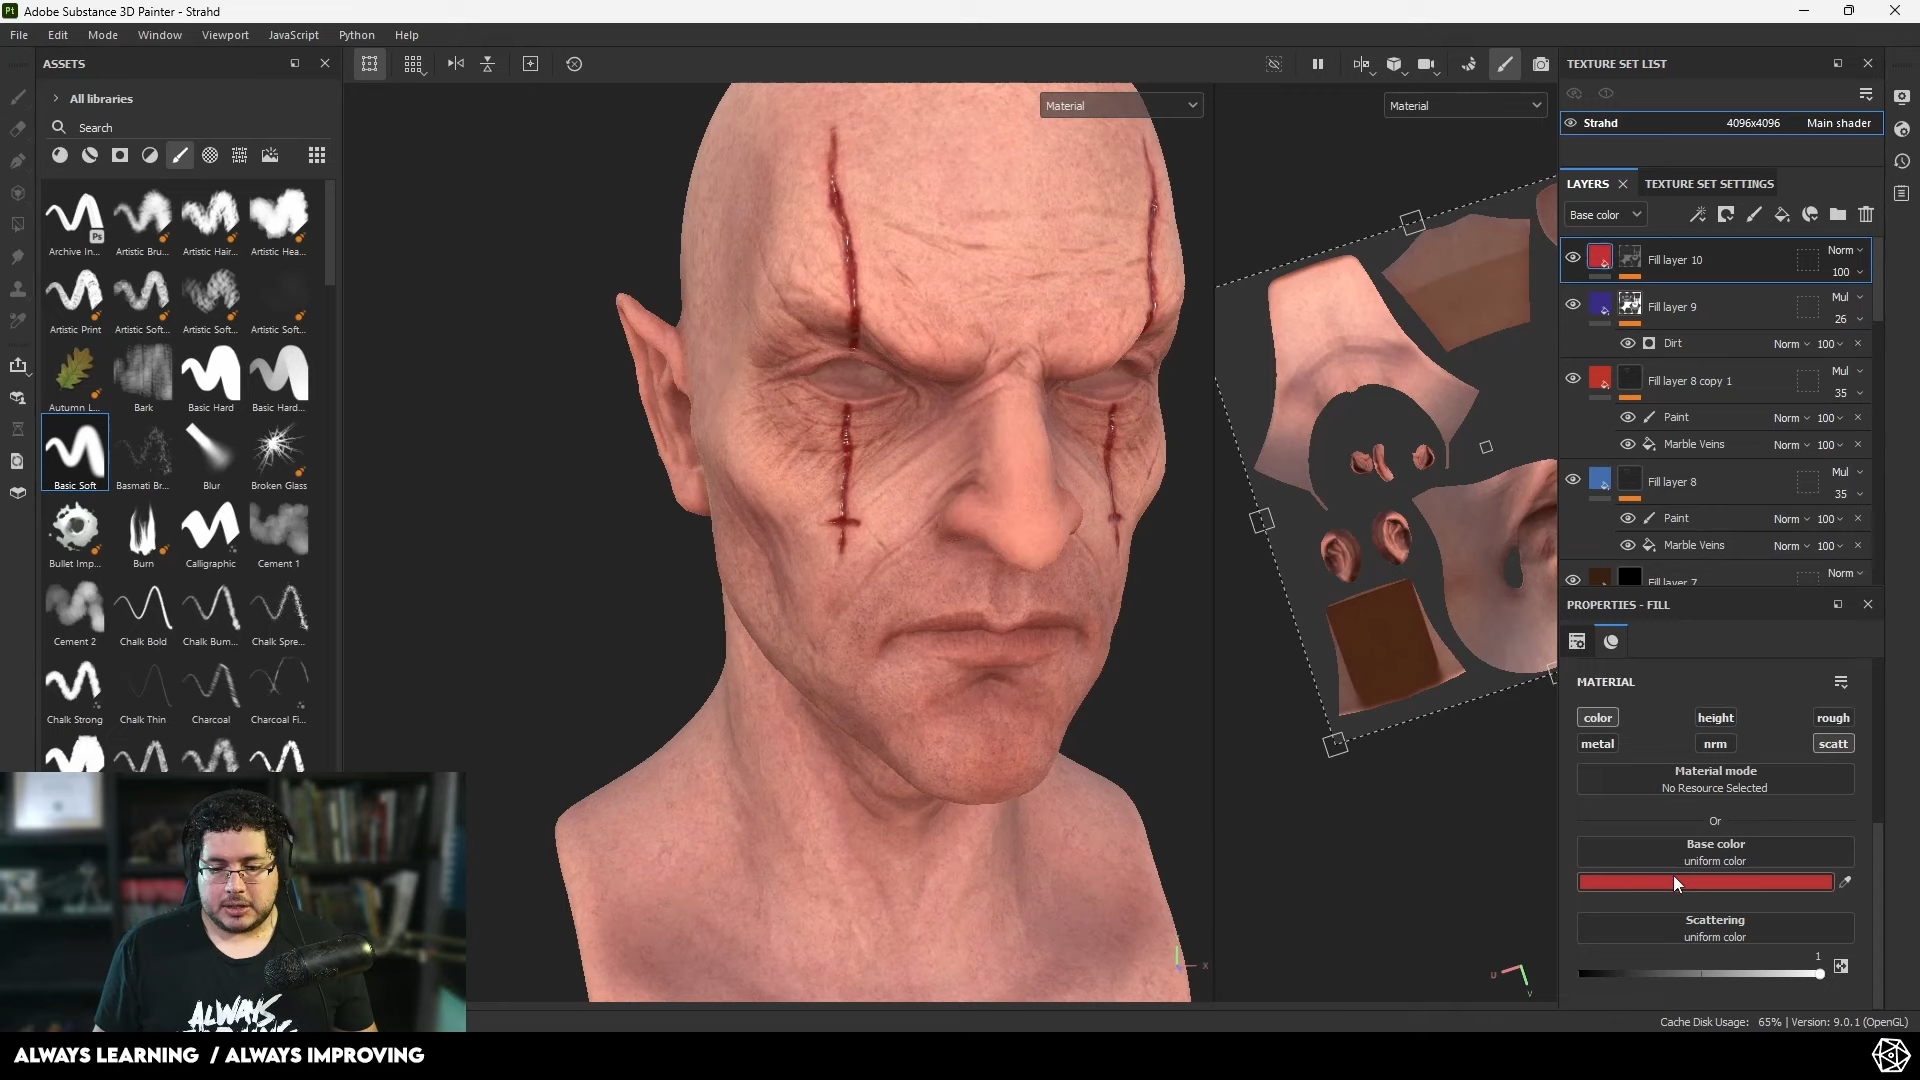 Pt Adobe Substance 3D Painter - Strahd
File Edit Mode Window Viewport JavaScript Python Help
ASSETS
All libraries
Search
Archive In...
Ps
Artistic Bru...
Artistic Hair...
Artistic Hea...
Artistic Print
Artistic Soft...
Artistic Soft...
Artistic Soft...
Autumn L...
Bark
Basic Hard
Basic Hard...
Basic Soft
Basmati Br...
Blur
Broken Glass
Bullet Imp...
Burn
Calligraphic
Cement 1
Cement 2
Chalk Bold
Chalk Bum...
Chalk Spre...
Chalk Strong
Chalk Thin
Charcoal
Charcoal Fi...
Material
Material
X
U
V
TEXTURE SET LIST
Strahd 4096x4096 Main shader
LAYERS TEXTURE SET SETTINGS
Base color
Fill layer 10 Norm
100
Fill layer 9 Mul
26
Dirt Norm 100
Fill layer 8 copy 1 Mul
35
Paint Norm 100
Marble Veins Norm 100
Fill layer 8 Mul
35
Paint Norm 100
Marble Veins Norm 100
Fill layer 7 Norm
PROPERTIES - FILL
MATERIAL
color height rough
metal nrm scatt
Material mode
No Resource Selected
Or
Base color
uniform color
Scattering
uniform color
1
Cache Disk Usage: 65% | Version: 9.0.1 (OpenGL)
ALWAYS
ALWAYS LEARNING / ALWAYS IMPROVING